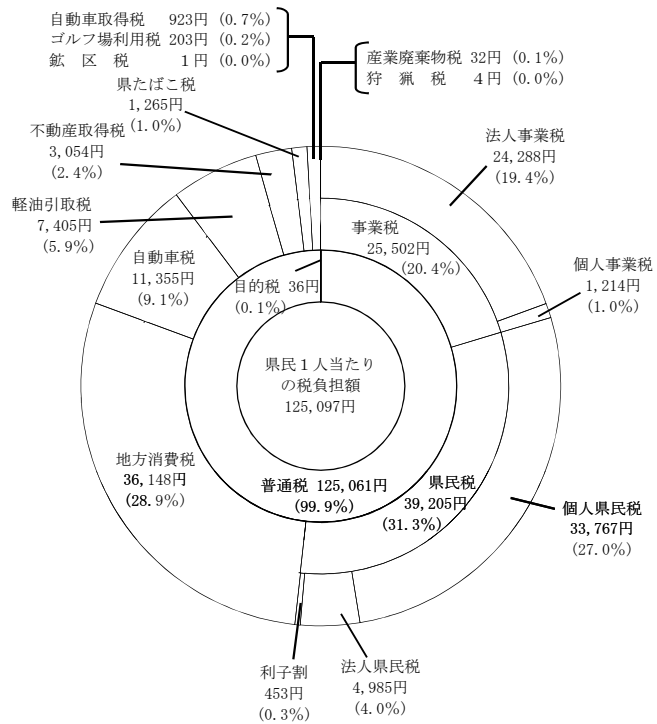 自動車取得税 923円 (0.7%)
ゴルフ場利用税 203円 (0.2%)
鉱 区 税 1円 (0.0%)
産業廃棄物税 32円 (0.1%)
狩 猟 税 4円 (0.0%)
県たばこ税
1,265円
(1.0%)
不動産取得税
3,054円
(2.4%)
軽油引取税
7,405円
(5.9%)
自動車税
11,355円
(9.1%)
法人事業税
24,288円
(19.4%)
事業税
25,502円
(20.4%)
個人事業税
1,214円
(1.0%)
目的税 36円
(0.1%)
県民1人当たり
の税負担額
125,097円
地方消費税
36,148円
(28.9%)
普通税 125,061円
(99.9%)
県民税
39,205円
(31.3%)
個人県民税
33,767円
(27.0%)
利子割
453円
(0.3%)
法人県民税
4,985円
(4.0%)